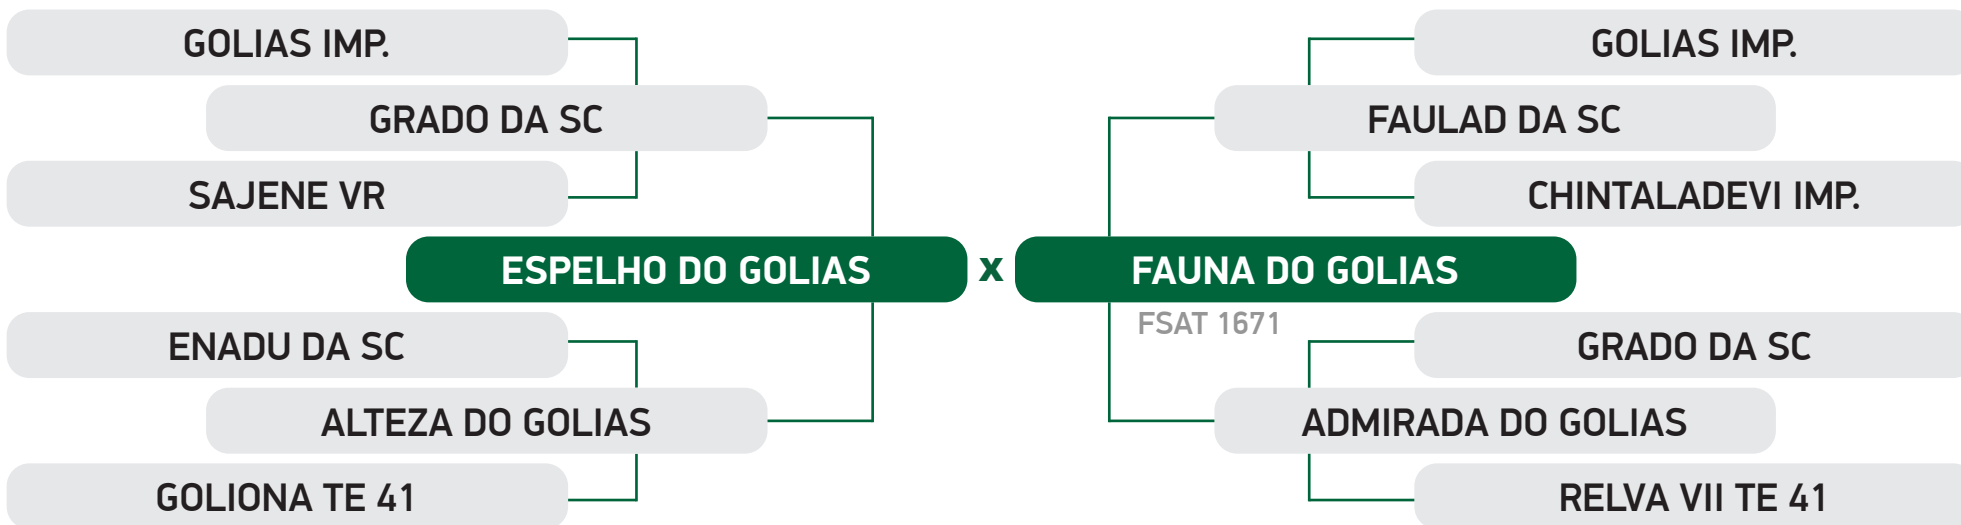 GOLIAS IMP.
GRADO DA SC
SAJENE VR
ESPELHO DO GOLIAS
ENADU DA SC
ALTEZA DO GOLIAS
GOLIONA TE 41
x
GOLIAS IMP.
FAULAD DA SC
CHINTALADEVI IMP.
FAUNA DO GOLIAS
FSAT 1671
GRADO DA SC
ADMIRADA DO GOLIAS
RELVA VII TE 41